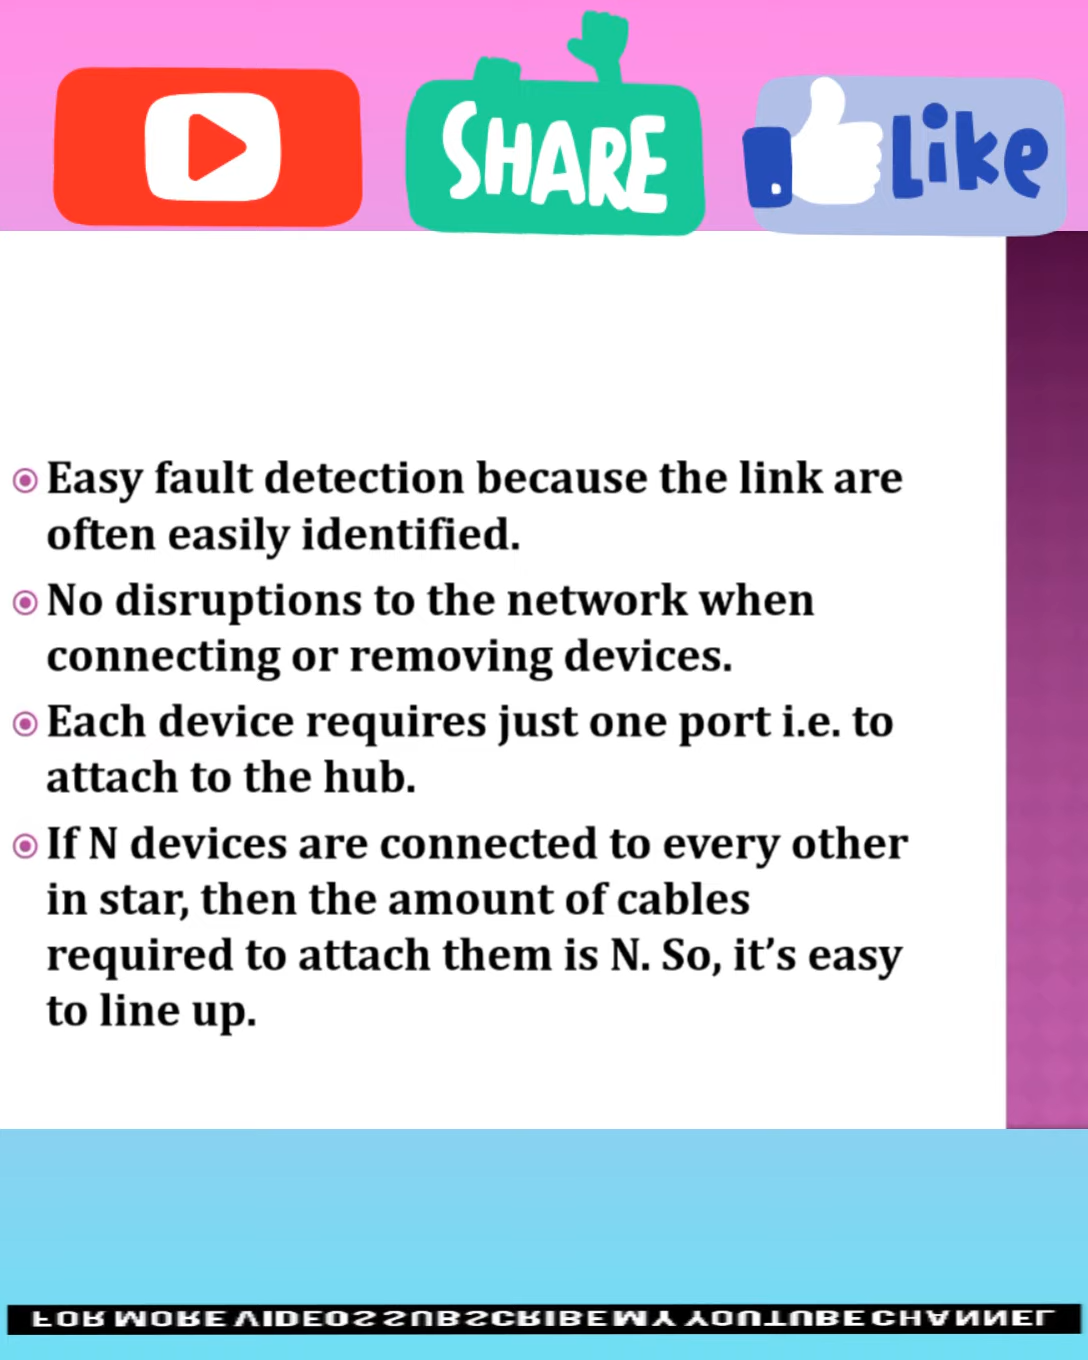 SHARE
Like
Easy fault detection because the link are
often easily identified.
No disruptions to the network when
connecting or removing devices.
Each device requires just one port i.e. to
attach to the hub.
If N devices are connected to every other
in star, then the amount of cables
required to attach them is N. So, it’s easy
to line up.
FOR MORE VIDEOS SUBSCRIBE MY YOUTUBE CHANNEL